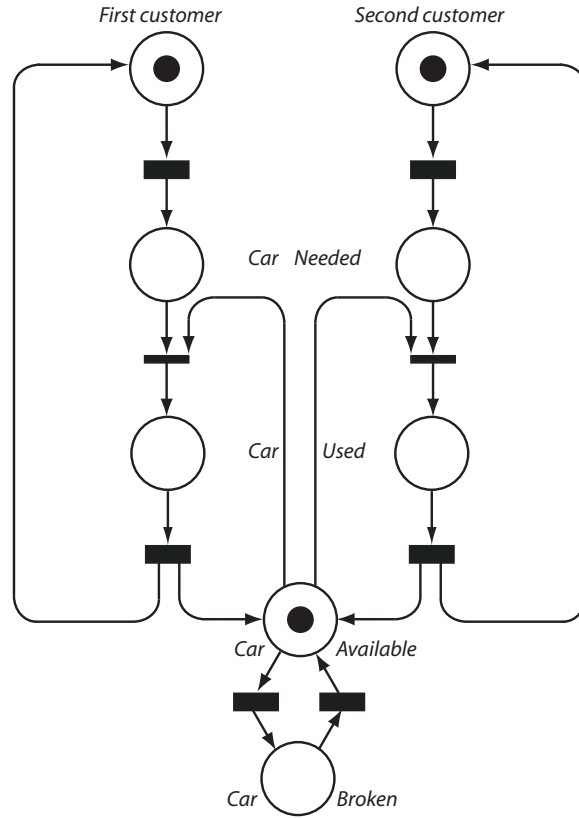 First customer Second customer
Car Needed
Car Used
Car Available
Car Broken